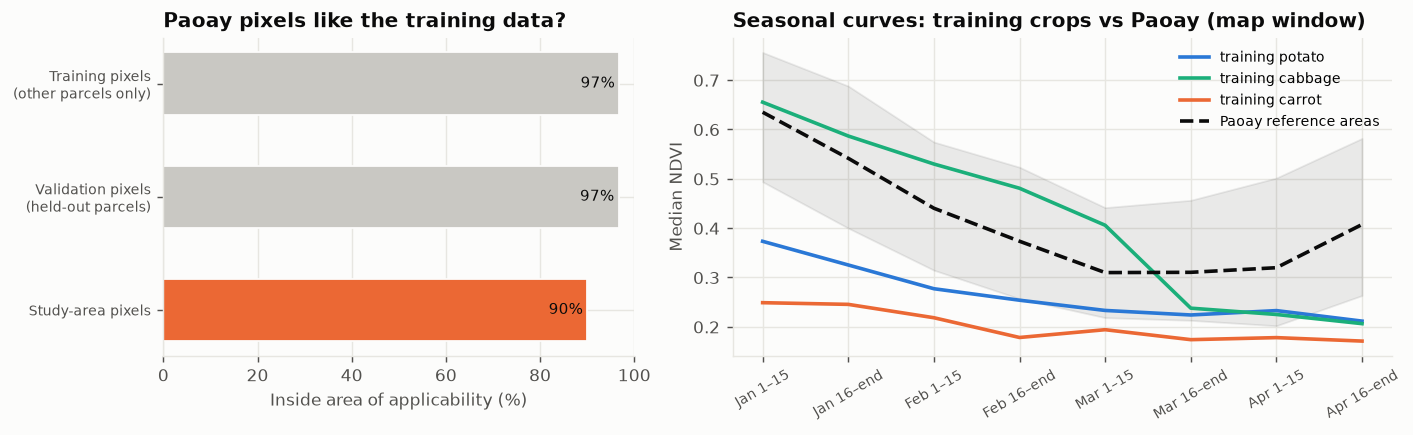 Paoay pixels like the training data?
Training pixels
(other parcels only)
97%
Validation pixels
(held-out parcels)
97%
Study-area pixels
90%
0 20 40 60 80 100
Inside area of applicability (%)
Seasonal curves: training crops vs Paoay (map window)
training potato
training cabbage
training carrot
Paoay reference areas
Median NDVI
0.7
0.6
0.5
0.4
0.3
0.2
Jan 1–15
Jan 16–end
Feb 1–15
Feb 16–end
Mar 1–15
Mar 16–end
Apr 1–15
Apr 16–end